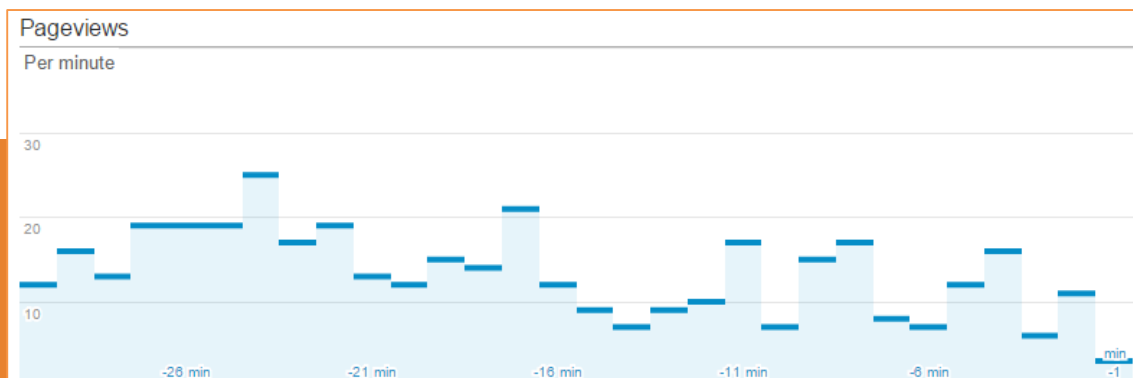 Pageviews
Per minute
30
20
10
-26 min
-21 min
-16 min
-11 min
-6 min
min
-1